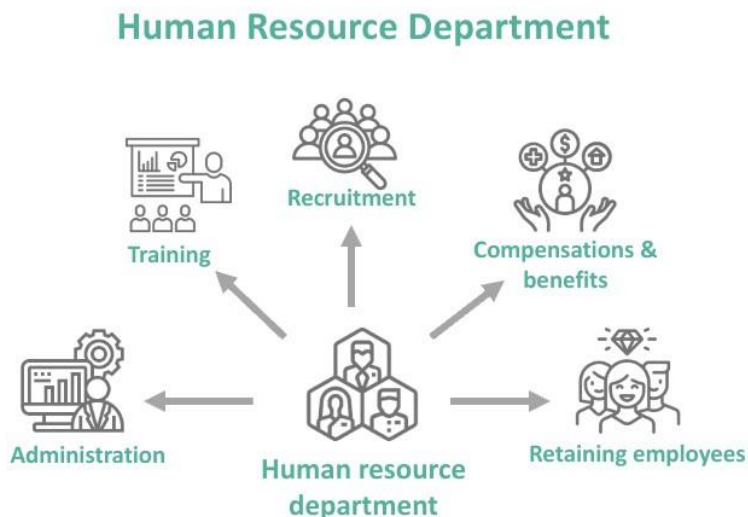 Human Resource Department
Recruitment
Training
Compensations &
benefits
Administration
Retaining employees
Human resource
department